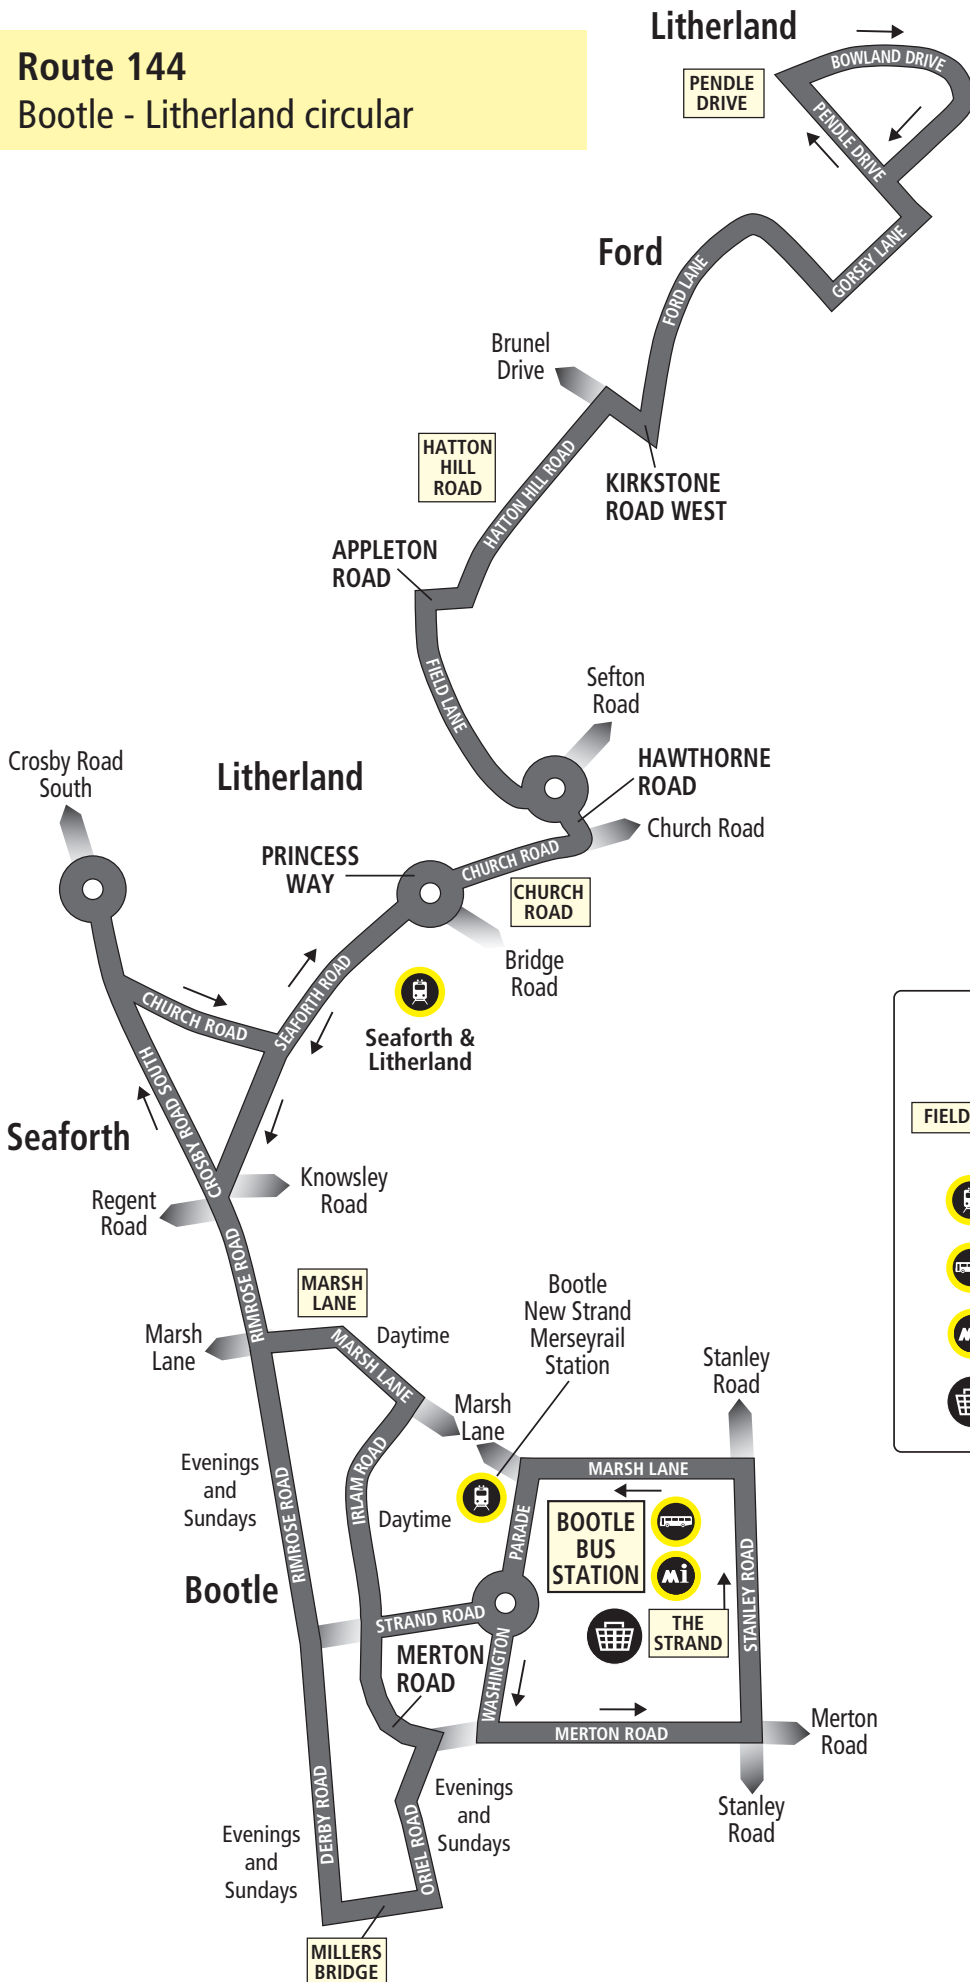 Route 144
Bootle - Litherland circular
Litherland
BOWLAND DRIVE
PENDLE
DRIVE
PENDLE DRIVE
GORSEY LANE
Ford
FORD LANE
Brunel
Drive
HATTON
HILL
ROAD
HATTON HILL ROAD
KIRKSTONE
ROAD WEST
APPLETON
ROAD
FIELD LANE
Sefton
Road
HAWTHORNE
ROAD
Crosby Road
South
Litherland
Church Road
CHURCH ROAD
PRINCESS
WAY
CHURCH
ROAD
Bridge
Road
SEAFORTH ROAD
CHURCH ROAD
Seaforth &
Litherland
CROSBY ROAD SOUTH
Seaforth
FIELD
Knowsley
Road
Regent
Road
RIMROSE ROAD
MARSH
LANE
Marsh
Lane
MARSH LANE
Daytime
Bootle
New Strand
Merseyrail
Station
Stanley
Road
Marsh
Lane
Evenings
and
Sundays
RIMROSE ROAD
IRLAM ROAD
Daytime
MARSH LANE
PARADE
BOOTLE
BUS
STATION
mi
STANLEY ROAD
Bootle
STRAND ROAD
THE
STRAND
MERTON
ROAD
WASHINGTON
MERTON ROAD
Merton
Road
DERBY ROAD
Evenings
and
Sundays
ORIEL ROAD
Evenings
and
Sundays
Stanley
Road
MILLERS
BRIDGE